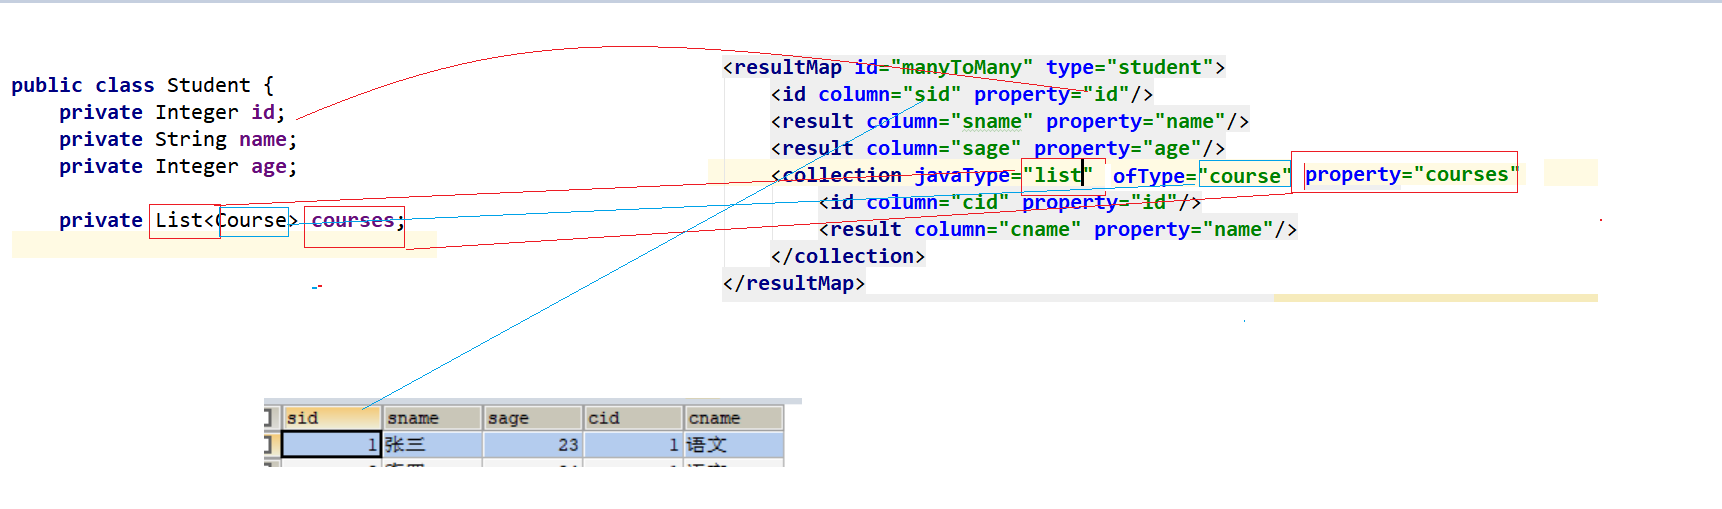 public class Student {
private Integer id;
private String name;
private Integer age;
private List<Course> courses;
<resultMap id="manyToMany" type="student">
<id column="sid" property="id"/>
<result column="sname" property="name"/>
<result column="sage" property="age"/>
<collection javaType="list" ofType="course" property="courses"
<id column="cid" property="id"/>
<result column="cname" property="name"/>
</collection>
</resultMap>
sid sname sage cid cname
1 张三 23 1 语文